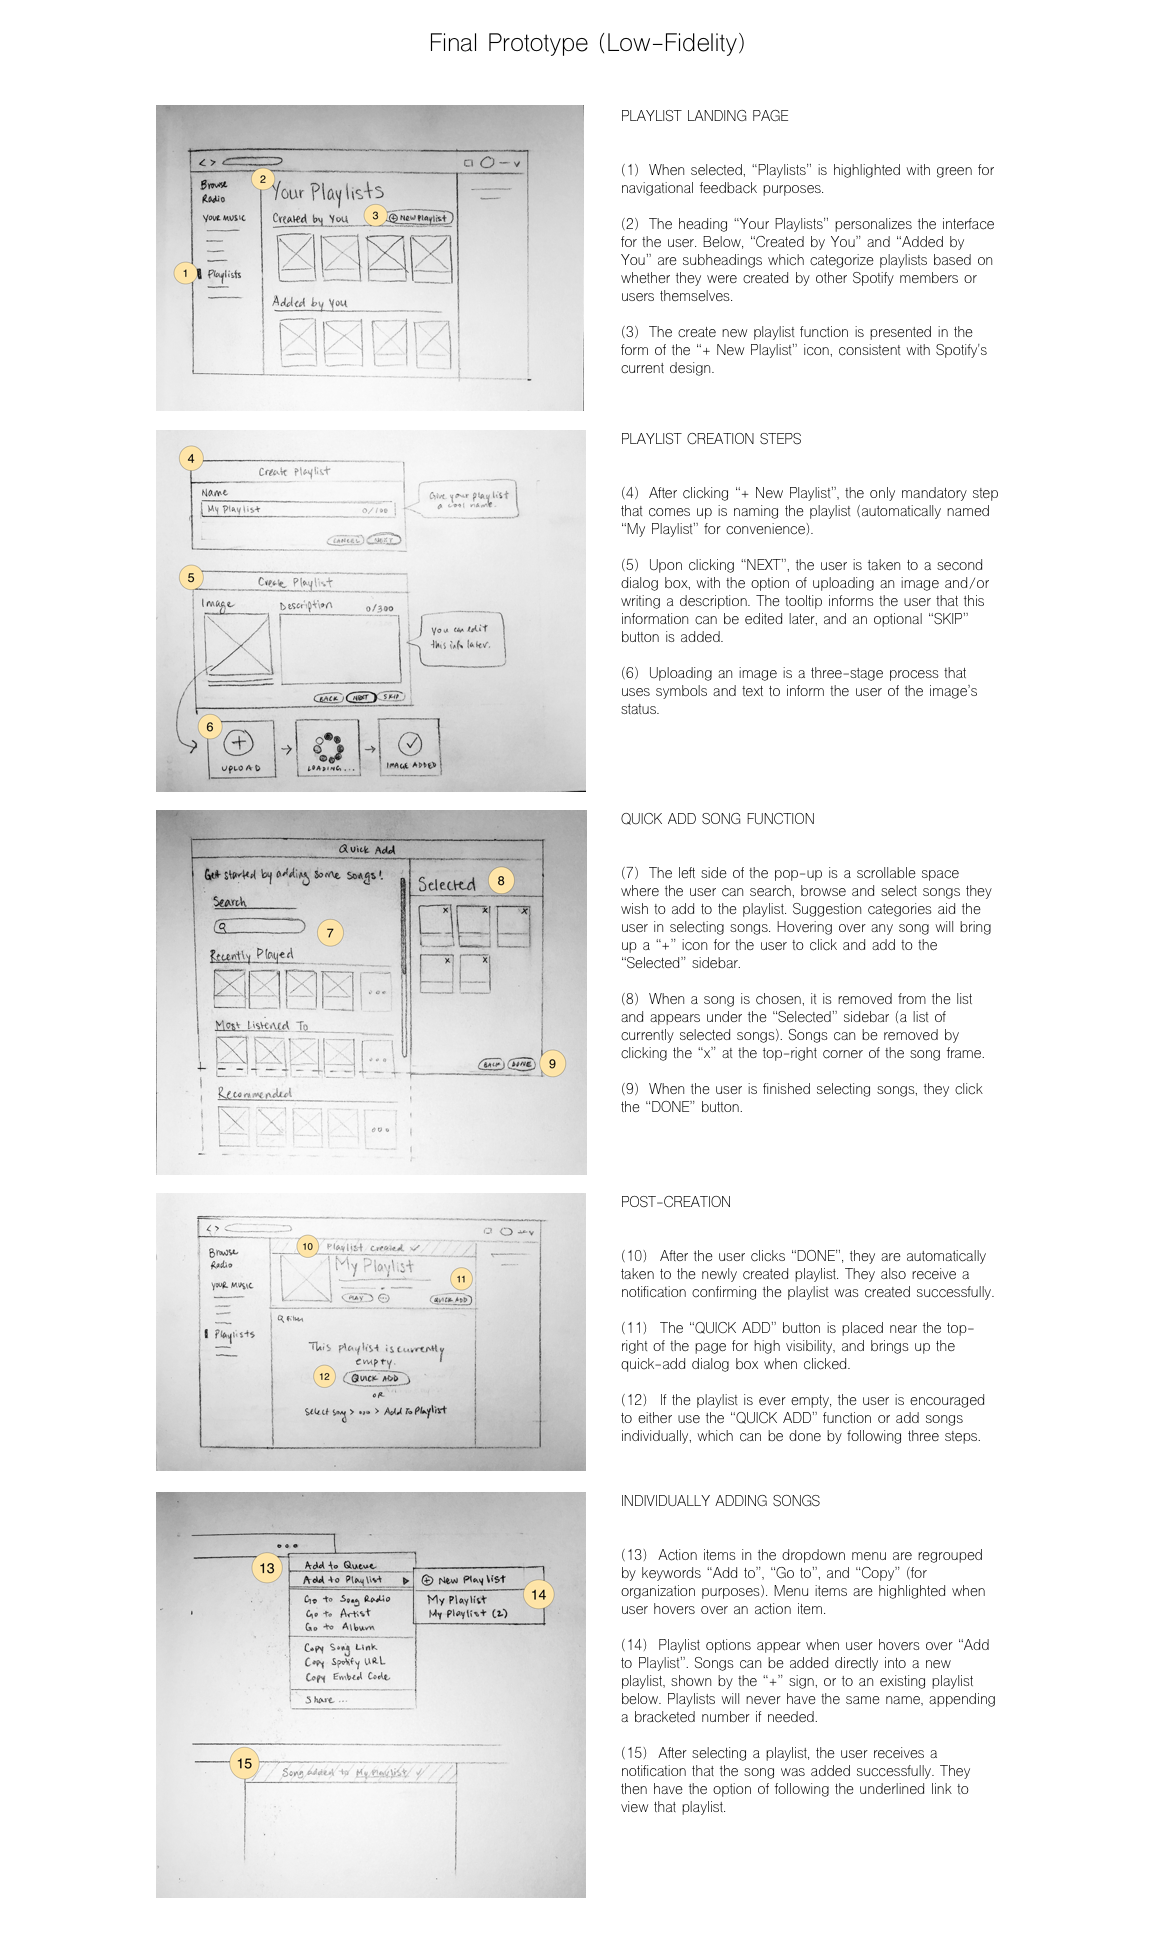 Final Prototype (Low-Fidelity)
< >
Browse
Radio
YOUR MUSIC
Playlists
Your Playlists
Created by You
+ New Playlist
Added by You
1
2
3
PLAYLIST LANDING PAGE
(1) When selected, “Playlists” is highlighted with green for
navigational feedback purposes.
(2) The heading “Your Playlists” personalizes the interface
for the user. Below, “Created by You” and “Added by
You” are subheadings which categorize playlists based on
whether they were created by other Spotify members or
users themselves.
(3) The create new playlist function is presented in the
form of the “+ New Playlist” icon, consistent with Spotify’s
current design.
4
Create Playlist
Name
My Playlist 0/100
CANCEL NEXT
Give your playlist
a cool name.
5
Create Playlist
Image Description 0/300
You can edit
this info later.
BACK NEXT SKIP
6
UPLOAD
LOADING...
IMAGE ADDED
PLAYLIST CREATION STEPS
(4) After clicking “+ New Playlist”, the only mandatory step
that comes up is naming the playlist (automatically named
“My Playlist” for convenience).
(5) Upon clicking “NEXT”, the user is taken to a second
dialog box, with the option of uploading an image and/or
writing a description. The tooltip informs the user that this
information can be edited later, and an optional “SKIP”
button is added.
(6) Uploading an image is a three-stage process that
uses symbols and text to inform the user of the image’s
status.
Quick Add
Get started by adding some songs!
Search
7
Recently Played
Most Listened To
Recommended
Selected
8
x x x
x x
BACK DONE
9
QUICK ADD SONG FUNCTION
(7) The left side of the pop-up is a scrollable space
where the user can search, browse and select songs they
wish to add to the playlist. Suggestion categories aid the
user in selecting songs. Hovering over any song will bring
up a “+” icon for the user to click and add to the
“Selected” sidebar.
(8) When a song is chosen, it is removed from the list
and appears under the “Selected” sidebar (a list of
currently selected songs). Songs can be removed by
clicking the “x” at the top-right corner of the song frame.
(9) When the user is finished selecting songs, they click
the “DONE” button.
< >
Browse
Radio
YOUR MUSIC
Playlists
10
Playlist created ✓
My Playlist
11
PLAY
QUICK ADD
Filter
This playlist is currently
empty.
12
QUICK ADD
OR
Select song > ooo > Add To Playlist
POST-CREATION
(10) After the user clicks “DONE”, they are automatically
taken to the newly created playlist. They also receive a
notification confirming the playlist was created successfully.
(11) The “QUICK ADD” button is placed near the top-
right of the page for high visibility, and brings up the
quick-add dialog box when clicked.
(12) If the playlist is ever empty, the user is encouraged
to either use the “QUICK ADD” function or add songs
individually, which can be done by following three steps.
13
Add to Queue
Add to Playlist
Go to Song Radio
Go to Artist
Go to Album
Copy Song Link
Copy Spotify URL
Copy Embed Code
Share ...
+ New Playlist
My Playlist
My Playlist (2)
14
15
Song added to My Playlist ✓
INDIVIDUALLY ADDING SONGS
(13) Action items in the dropdown menu are regrouped
by keywords “Add to”, “Go to”, and “Copy” (for
organization purposes). Menu items are highlighted when
user hovers over an action item.
(14) Playlist options appear when user hovers over “Add
to Playlist”. Songs can be added directly into a new
playlist, shown by the “+” sign, or to an existing playlist
below. Playlists will never have the same name, appending
a bracketed number if needed.
(15) After selecting a playlist, the user receives a
notification that the song was added successfully. They
then have the option of following the underlined link to
view that playlist.